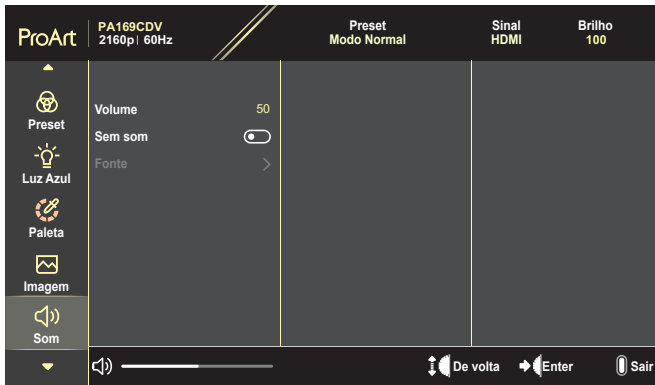 ProArt
PA169CDV
2160p | 60Hz
Preset
Modo Normal
Sinal
HDMI
Brilho
100
Preset
Luz Azul
Paleta
Imagem
Som
Volume 50
Sem som
Fonte
De volta Enter Sair